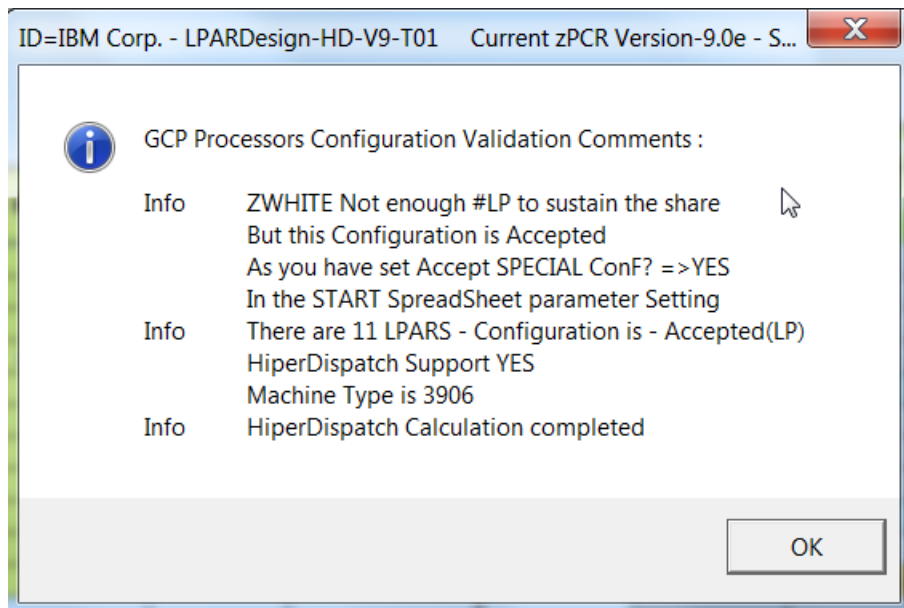 ID=IBM Corp. - LPARDesign-HD-V9-T01 Current zPCR Version-9.0e - S...
GCP Processors Configuration Validation Comments :
Info ZWHITE Not enough #LP to sustain the share
But this Configuration is Accepted
As you have set Accept SPECIAL ConF? =>YES
In the START SpreadSheet parameter Setting
Info There are 11 LPARS - Configuration is - Accepted(LP)
HiperDispatch Support YES
Machine Type is 3906
Info HiperDispatch Calculation completed
OK